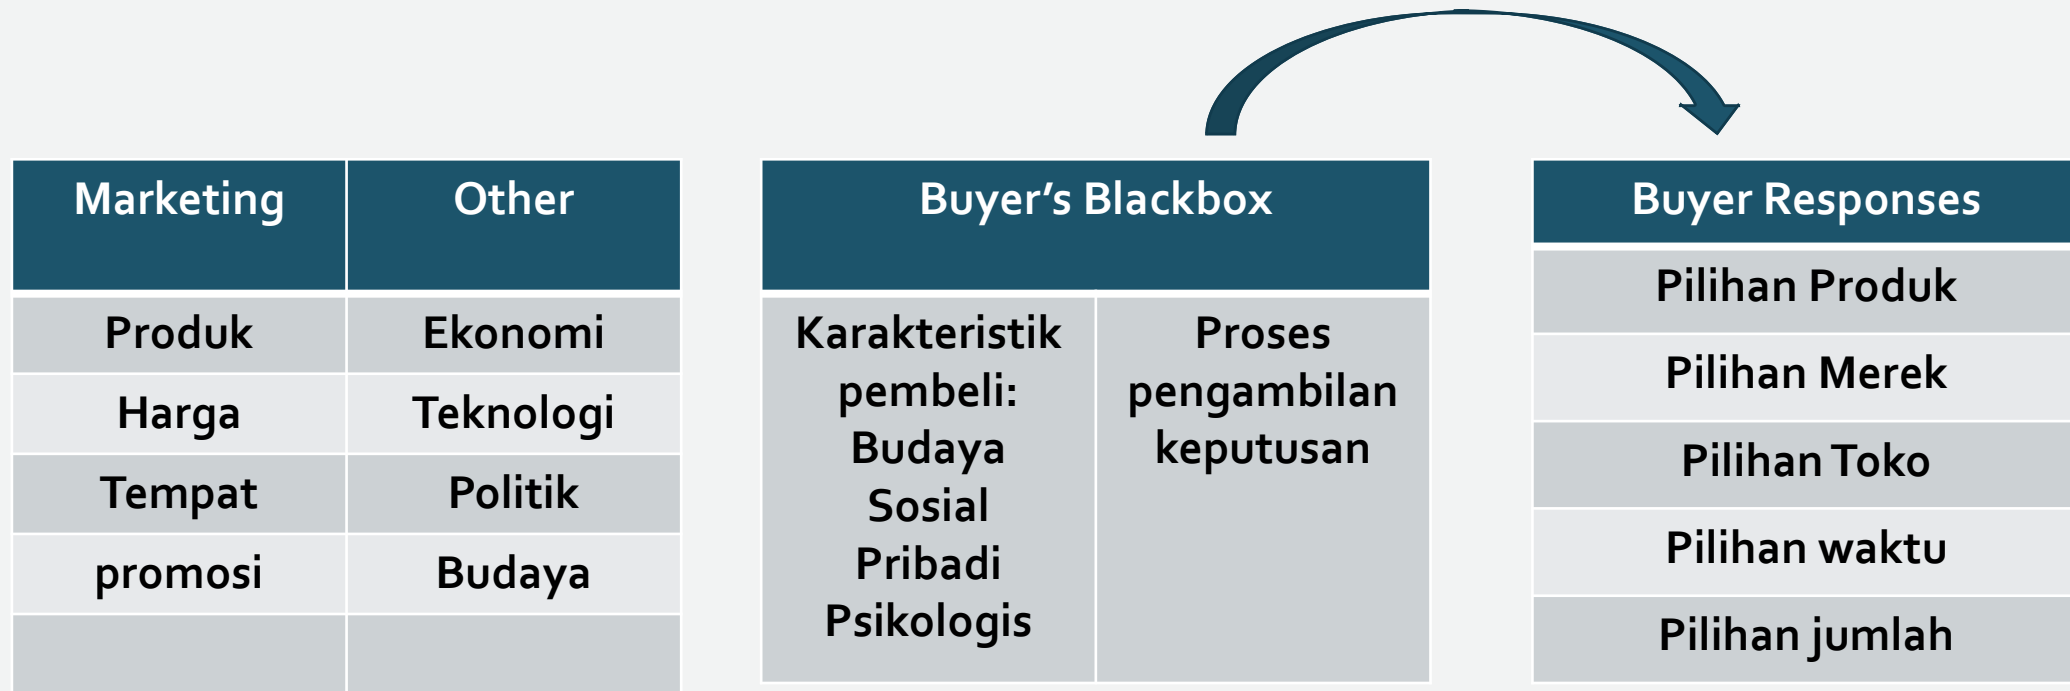 Marketing Other
Produk Ekonomi
Harga Teknologi
Tempat Politik
promosi Budaya
Buyer's Blackbox
Karakteristik
pembeli:
Budaya
Sosial
Pribadi
Psikologis
Proses
pengambilan
keputusan
Buyer Responses
Pilihan Produk
Pilihan Merek
Pilihan Toko
Pilihan waktu
Pilihan jumlah